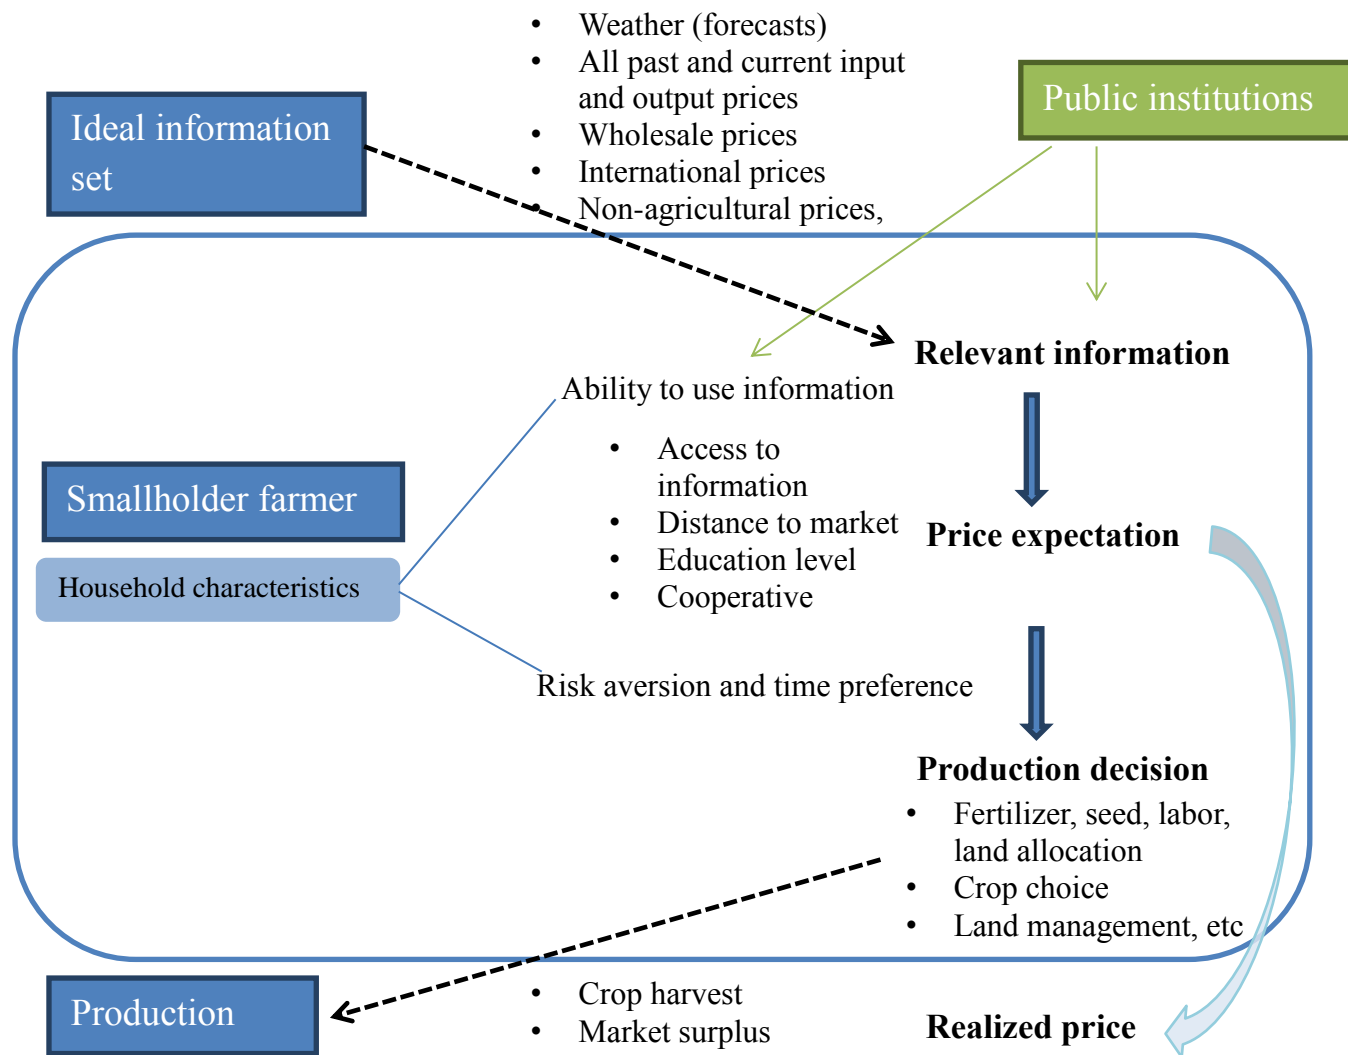 • Weather (forecasts)
• All past and current input
and output prices
• Wholesale prices
• International prices
• Non-agricultural prices,
Ideal information
set
Public institutions
Relevant information
Ability to use information
• Access to
information
• Distance to market
• Education level
• Cooperative
Smallholder farmer
Household characteristics
Price expectation
Risk aversion and time preference
Production decision
• Fertilizer, seed, labor,
land allocation
• Crop choice
• Land management, etc
Production
• Crop harvest
• Market surplus
Realized price